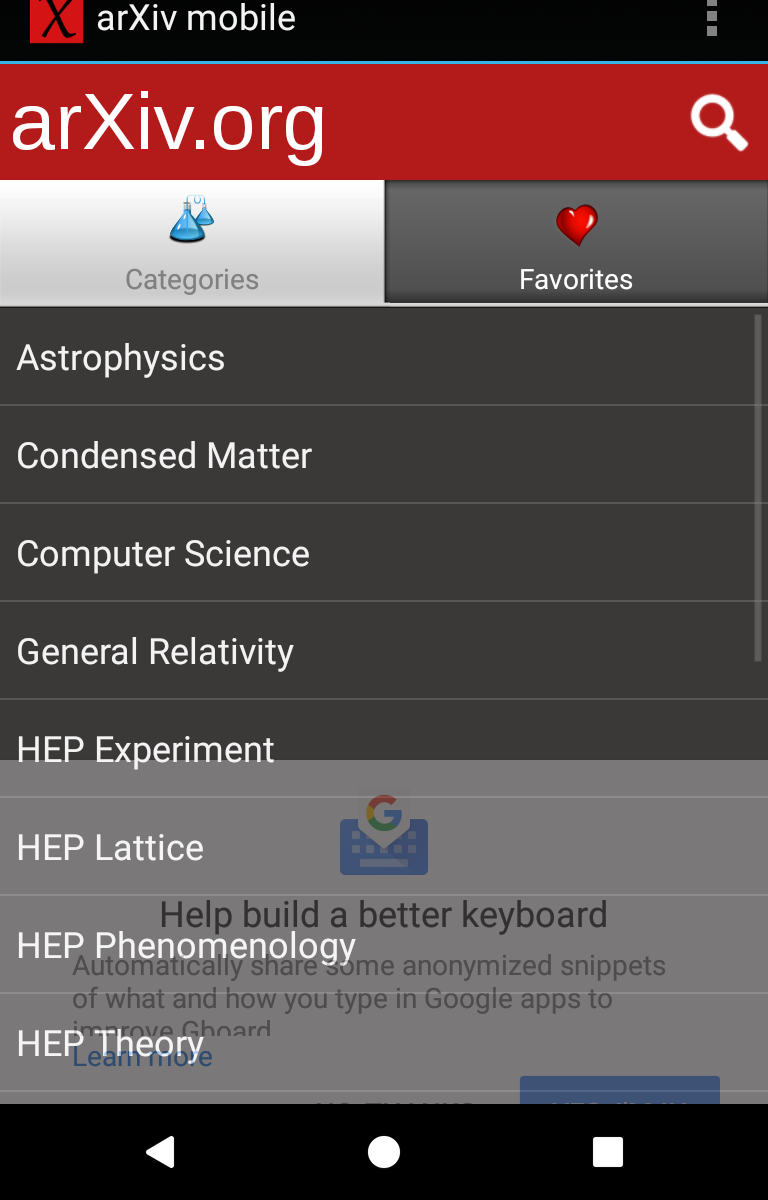 arXiv mobile
arXiv.org
Categories
Favorites
Astrophysics
Condensed Matter
Computer Science
General Relativity
HEP Experiment
HEP Lattice
Help build a better keyboard
HEP Phenomenology
Automatically share some anonymized snippets
of what and how you type in Google apps to
improve Gboard
HEP Theory
Learn more
NO, THANKS